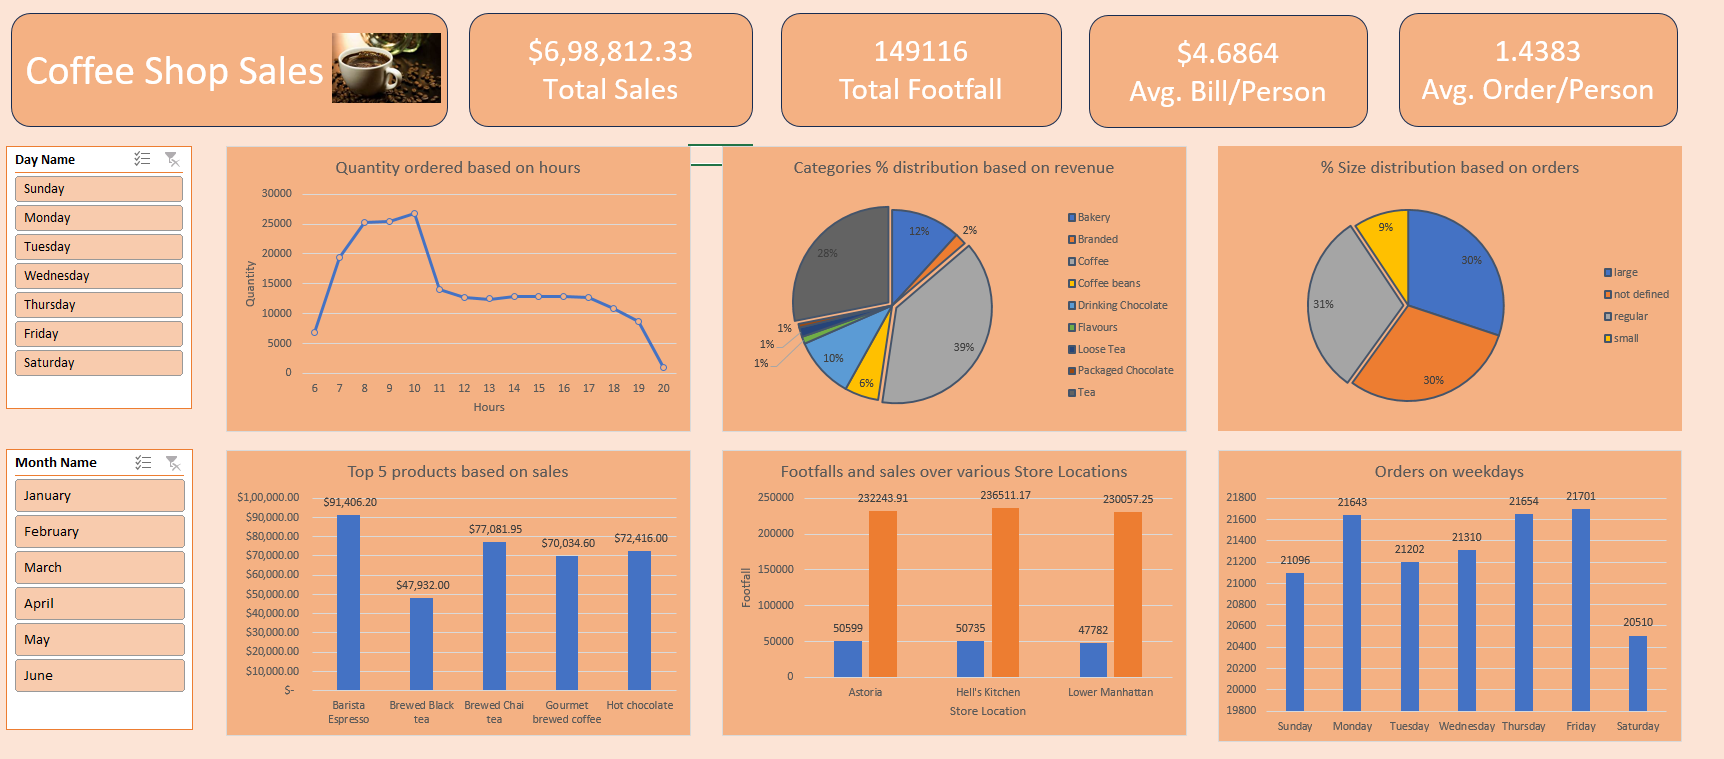 Coffee Shop Sales
$6,98,812.33
Total Sales
149116
Total Footfall
$4.6864
Avg. Bill/Person
1.4383
Avg. Order/Person
Day Name
Sunday
Monday
Tuesday
Wednesday
Thursday
Friday
Saturday
Month Name
January
February
March
April
May
June
Quantity ordered based on hours
30000
25000
20000
15000
10000
5000
0
Quantity
6 7 8 9 10 11 12 13 14 15 16 17 18 19 20
Hours
Categories % distribution based on revenue
12%
2%
39%
6%
10%
1%
1%
1%
28%
Bakery
Branded
Coffee
Coffee beans
Drinking Chocolate
Flavours
Loose Tea
Packaged Chocolate
Tea
% Size distribution based on orders
30%
30%
31%
9%
large
not defined
regular
small
Top 5 products based on sales
$1,00,000.00
$90,000.00
$80,000.00
$70,000.00
$60,000.00
$50,000.00
$40,000.00
$30,000.00
$20,000.00
$10,000.00
$-
$91,406.20
$47,932.00
$77,081.95
$70,034.60
$72,416.00
Barista
Espresso
Brewed Black
tea
Brewed Chai
tea
Gourmet
brewed coffee
Hot chocolate
Footfalls and sales over various Store Locations
250000
200000
150000
100000
50000
0
Footfall
50599
232243.91
50735
236511.17
47782
230057.25
Astoria
Hell's Kitchen
Lower Manhattan
Store Location
Orders on weekdays
21800
21600
21400
21200
21000
20800
20600
20400
20200
20000
19800
21096
21643
21202
21310
21654
21701
20510
Sunday
Monday
Tuesday
Wednesday
Thursday
Friday
Saturday